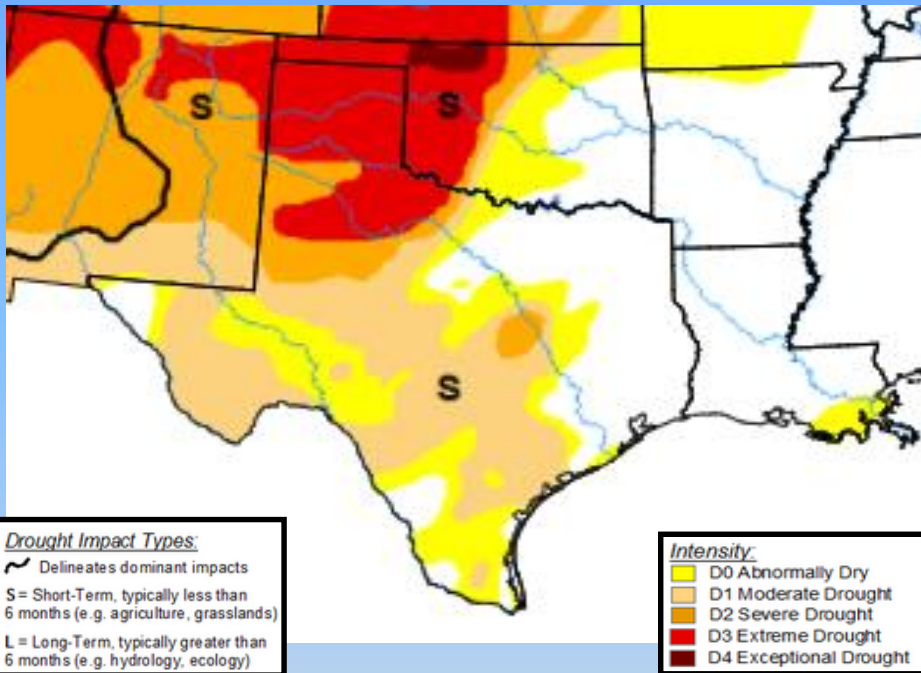 S
S
S
Drought Impact Types:
Delineates dominant impacts
S = Short-Term, typically less than
6 months (e.g. agriculture, grasslands)
L = Long-Term, typically greater than
6 months (e.g. hydrology, ecology)
Intensity:
D0 Abnormally Dry
D1 Moderate Drought
D2 Severe Drought
D3 Extreme Drought
D4 Exceptional Drought